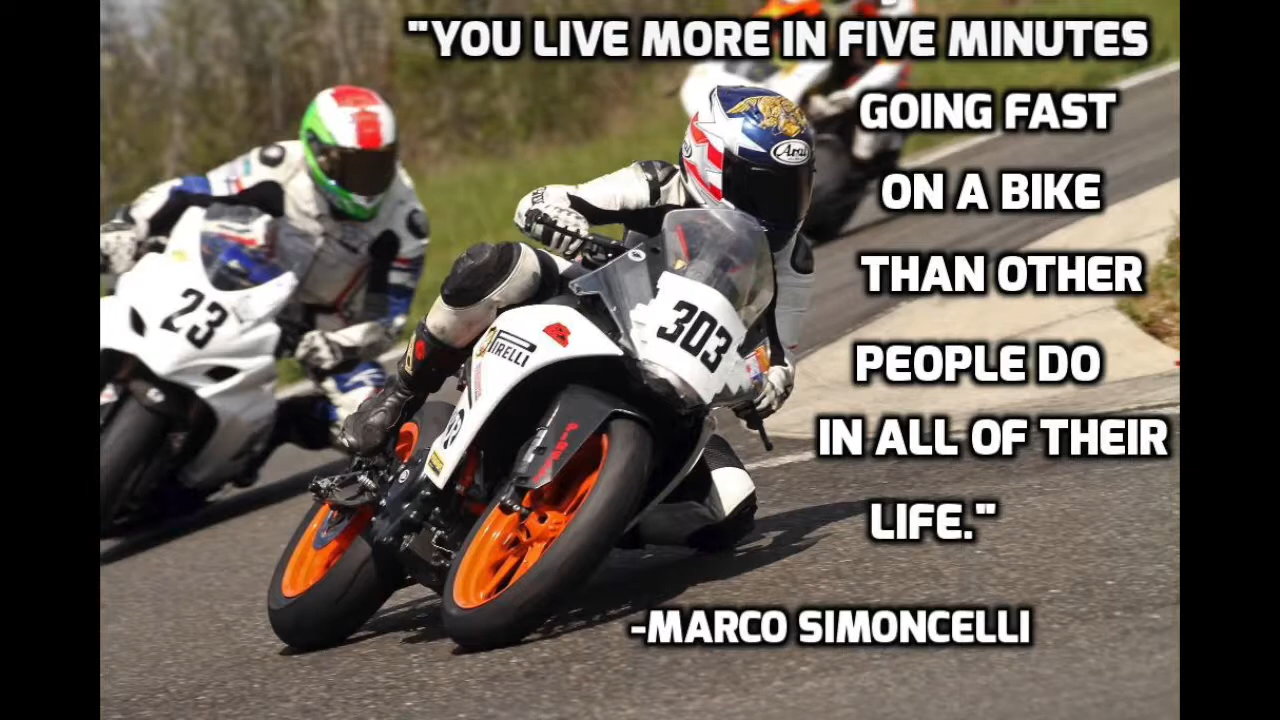 "YOU LIVE MORE IN FIVE MINUTES
GOING FAST
ON A BIKE
THAN OTHER
PEOPLE DO
IN ALL OF THEIR
LIFE."
-MARCO SIMONCELLI
Arai
23
303
PIRELLI